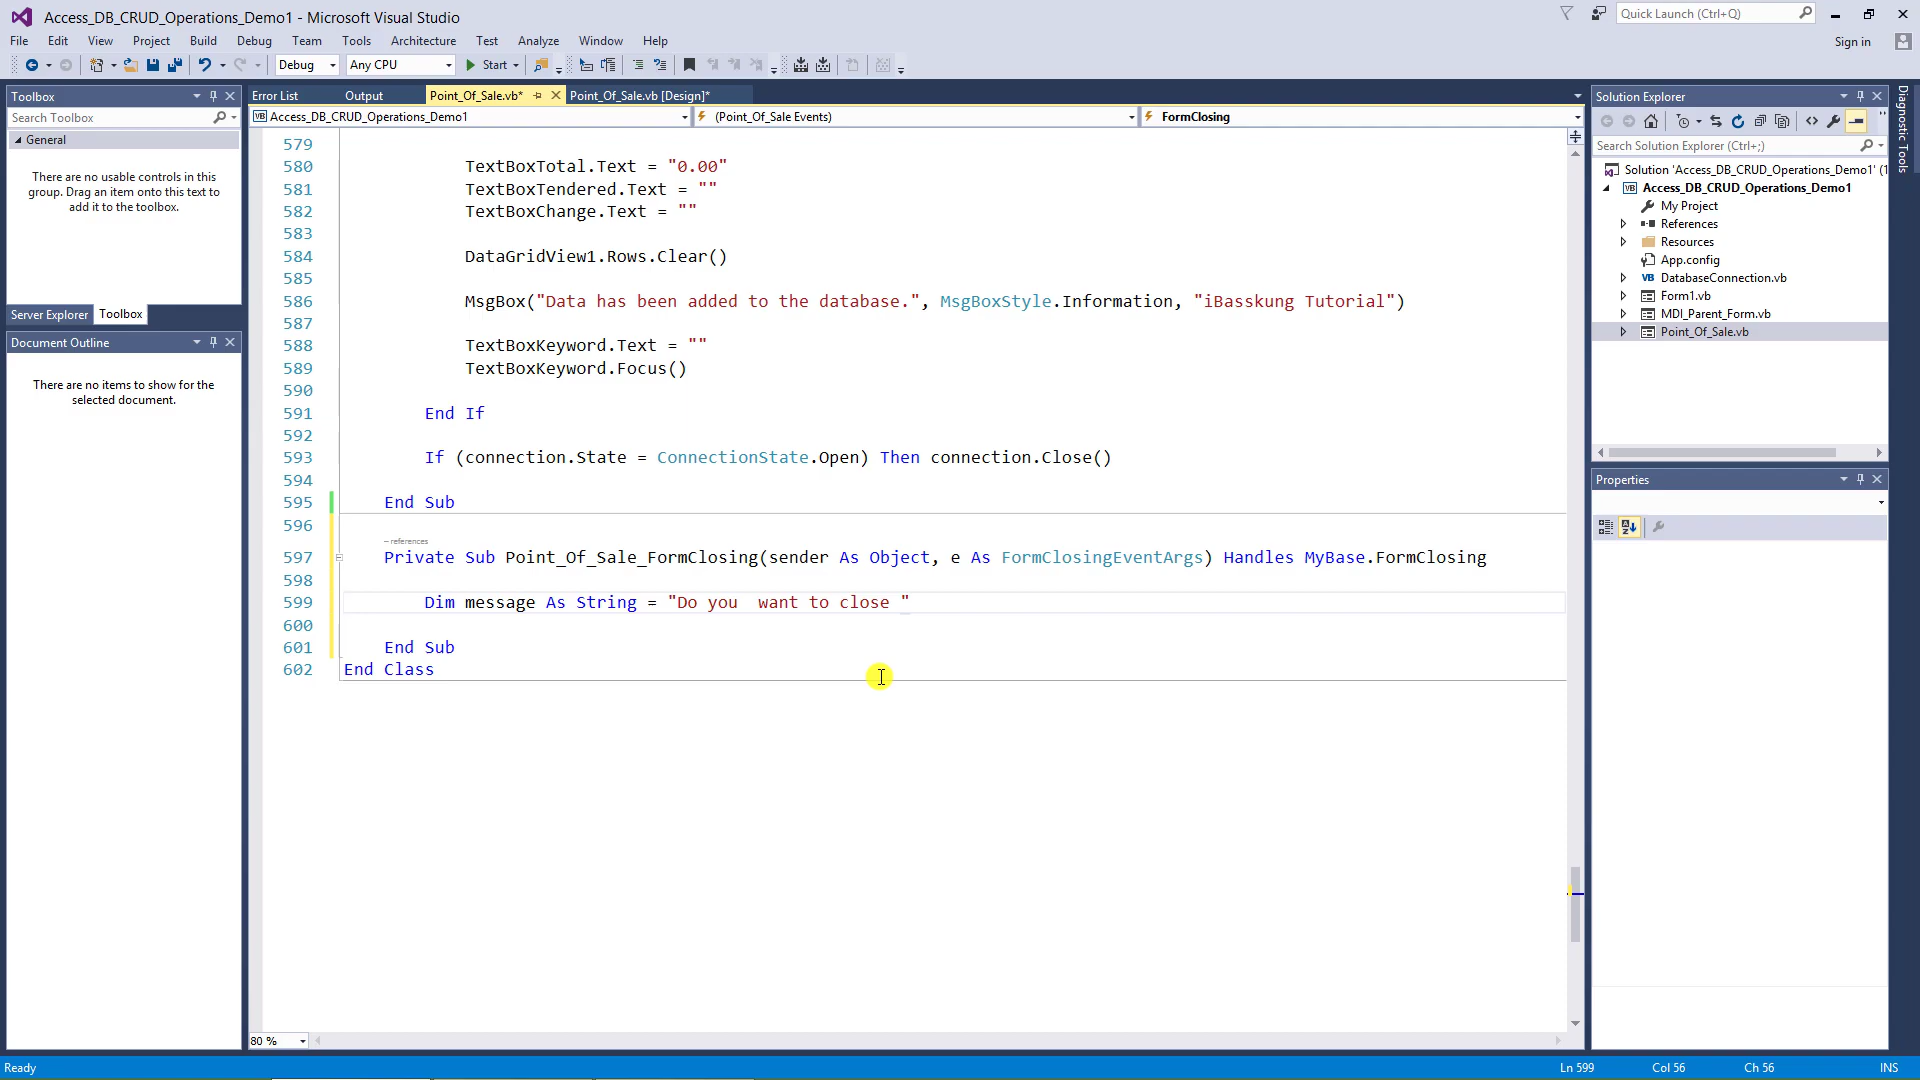 Access_DB_CRUD_Operations_Demo1 - Microsoft Visual Studio
Quick Launch (Ctrl+Q)
File Edit View Project Build Debug Team Tools Architecture Test Analyze Window Help
Sign in
Debug Any CPU Start
Toolbox
Search Toolbox
General
There are no usable controls in this
group. Drag an item onto this text to
add it to the toolbox.
Server Explorer Toolbox
Document Outline
There are no items to show for the
selected document.
Error List Output Point_Of_Sale.vb* Point_Of_Sale.vb [Design]*
Access_DB_CRUD_Operations_Demo1 (Point_Of_Sale Events) FormClosing
579
580 TextBoxTotal.Text = "0.00"
581 TextBoxTendered.Text = ""
582 TextBoxChange.Text = ""
583
584 DataGridView1.Rows.Clear()
585
586 MsgBox("Data has been added to the database.", MsgBoxStyle.Information, "iBasskung Tutorial")
587
588 TextBoxKeyword.Text = ""
589 TextBoxKeyword.Focus()
590
591 End If
592
593 If (connection.State = ConnectionState.Open) Then connection.Close()
594
595 End Sub
596
– references
597 Private Sub Point_Of_Sale_FormClosing(sender As Object, e As FormClosingEventArgs) Handles MyBase.FormClosing
598
599 Dim message As String = "Do you  want to close "
600
601 End Sub
602 End Class
80 %
Solution Explorer
Search Solution Explorer (Ctrl+;)
Solution 'Access_DB_CRUD_Operations_Demo1' (1
Access_DB_CRUD_Operations_Demo1
My Project
References
Resources
App.config
DatabaseConnection.vb
Form1.vb
MDI_Parent_Form.vb
Point_Of_Sale.vb
Properties
Diagnostic Tools
Ready Ln 599 Col 56 Ch 56 INS